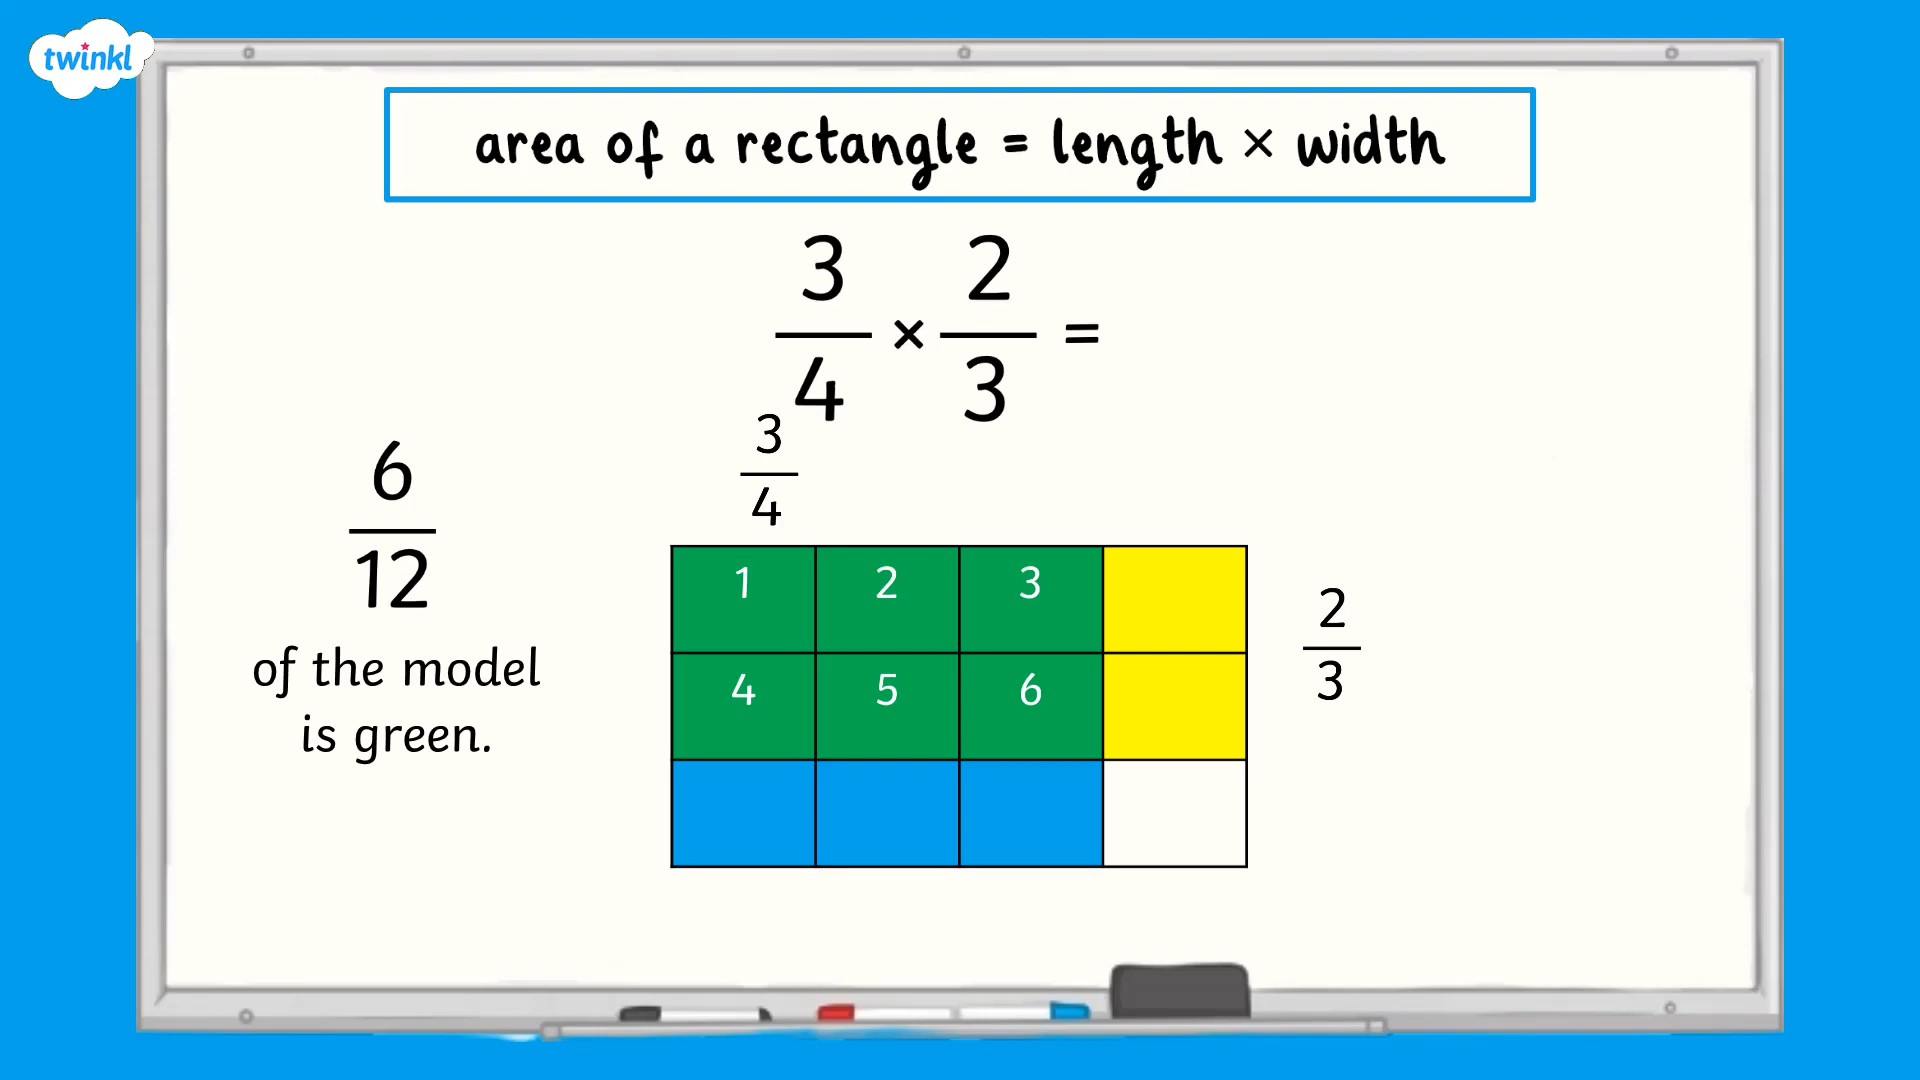 twinkl
area of a rectangle = length × width
3/4 × 2/3 =
3/4
6/12
of the model
is green.
1 2 3
4 5 6
2/3